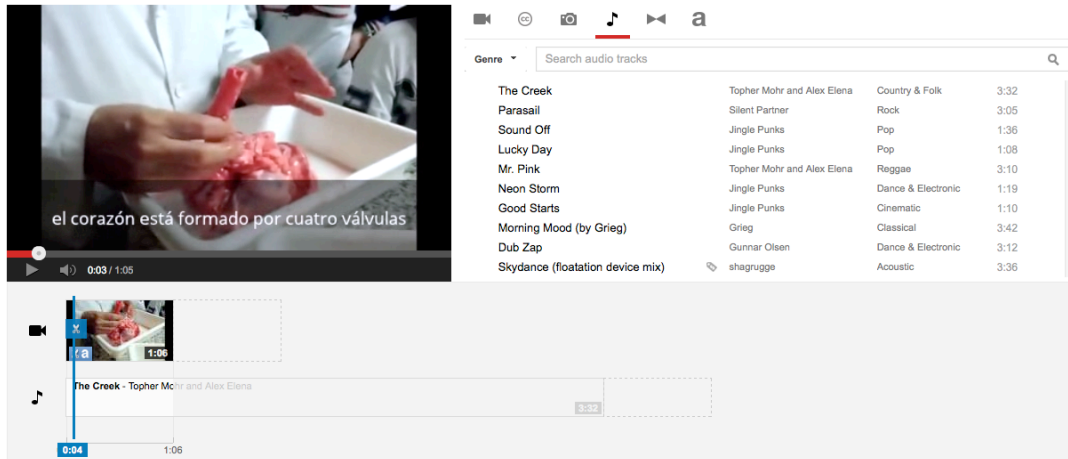 cc
a
Genre
Search audio tracks
The Creek Topher Mohr and Alex Elena Country & Folk 3:32
Parasail Silent Partner Rock 3:05
Sound Off Jingle Punks Pop 1:36
Lucky Day Jingle Punks Pop 1:08
Mr. Pink Topher Mohr and Alex Elena Reggae 3:10
Neon Storm Jingle Punks Dance & Electronic 1:19
Good Starts Jingle Punks Cinematic 1:10
Morning Mood (by Grieg) Grieg Classical 3:42
Dub Zap Gunnar Olsen Dance & Electronic 3:12
Skydance (floatation device mix) shagrugge Acoustic 3:36
el corazón está formado por cuatro válvulas
0:03 / 1:05
a
1:06
The Creek - Topher Mohr and Alex Elena
3:32
0:04
1:06